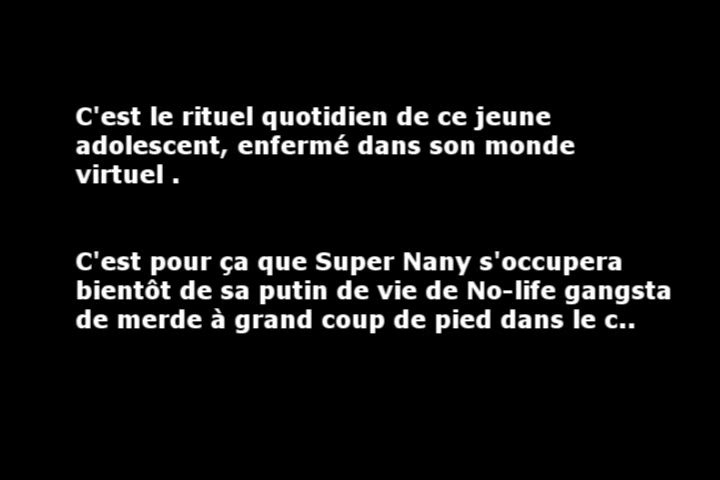 C'est le rituel quotidien de ce jeune
adolescent, enfermé dans son monde
virtuel .
C'est pour ça que Super Nany s'occupera
bientôt de sa putin de vie de No-life gangsta
de merde à grand coup de pied dans le c..